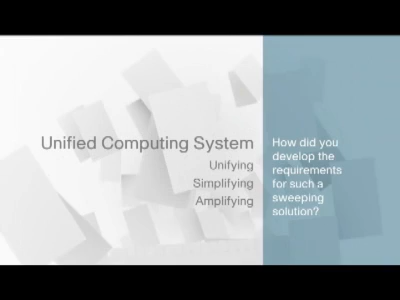 Unified Computing System
Unifying
Simplifying
Amplifying
How did you
develop the
requirements
for such a
sweeping
solution?